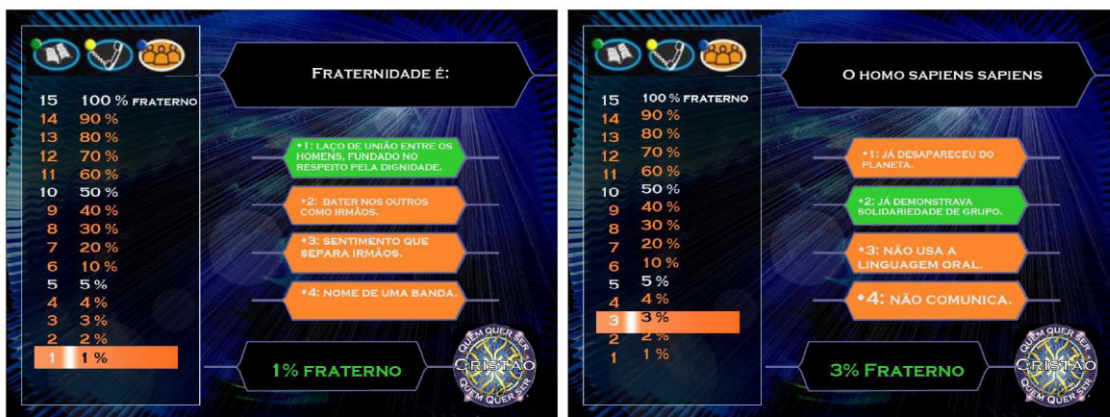 FRATERNIDADE É:
15 100 % FRATERNO
14 90 %
13 80 %
12 70 %
11 60 %
10 50 %
9 40 %
8 30 %
7 20 %
6 10 %
5 5 %
4 4 %
3 3 %
2 2 %
1 1 %
•1: LAÇO DE UNIÃO ENTRE OS
HOMENS, FUNDADO NO
RESPEITO PELA DIGNIDADE.
•2: BATER NOS OUTROS
COMO IRMÃOS.
•3: SENTIMENTO QUE
SEPARA IRMÃOS.
•4: NOME DE UMA BANDA.
1% FRATERNO
QUEM QUER SER
CRISTÃO
QUEM QUER SER
O HOMO SAPIENS SAPIENS
15 100 % FRATERNO
14 90 %
13 80 %
12 70 %
11 60 %
10 50 %
9 40 %
8 30 %
7 20 %
6 10 %
5 5 %
4 4 %
3 3 %
2 2 %
1 1 %
•1: JÁ DESAPARECEU DO
PLANETA.
•2: JÁ DEMONSTRAVA
SOLIDARIEDADE DE GRUPO.
•3: NÃO USA A
LINGUAGEM ORAL.
•4: NÃO COMUNICA.
3% FRATERNO
QUEM QUER SER
CRISTÃO
QUEM QUER SER